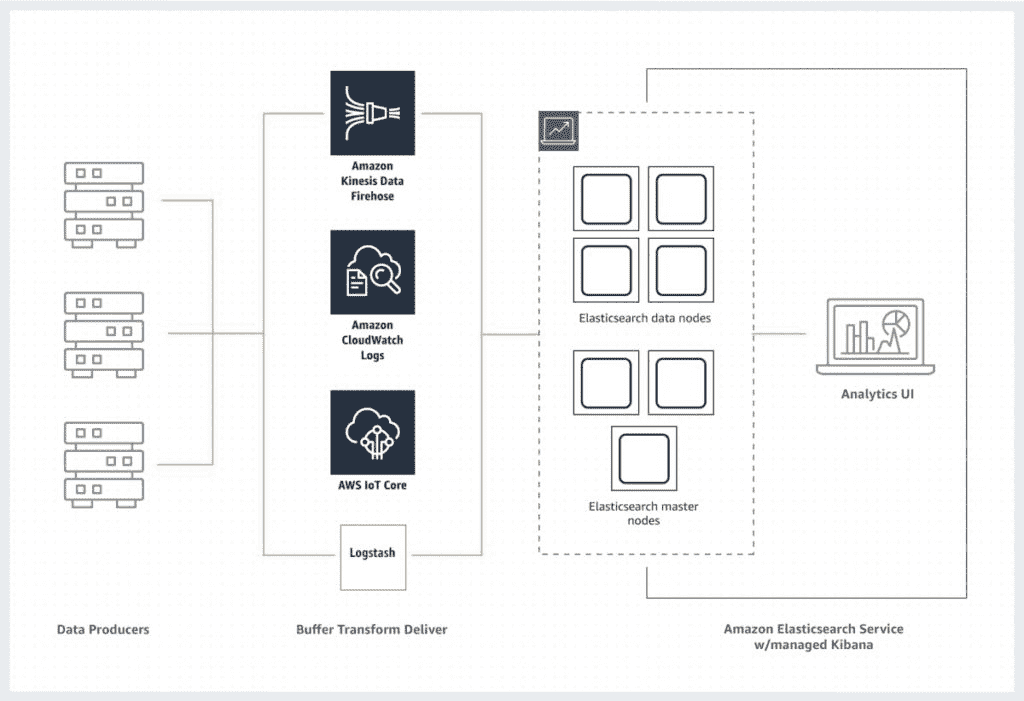 Amazon
Kinesis Data
Firehose
Amazon
CloudWatch
Logs
AWS IoT Core
Logstash
Elasticsearch data nodes
Elasticsearch master
nodes
Analytics UI
Data Producers
Buffer Transform Deliver
Amazon Elasticsearch Service
w/managed Kibana